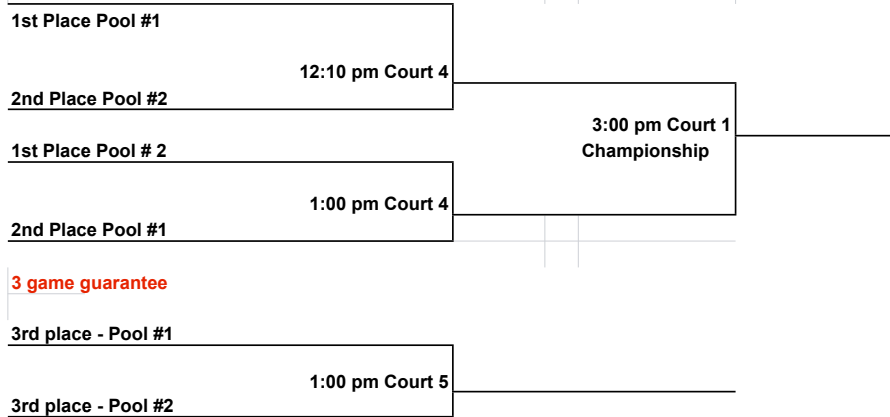 1st Place Pool #1
12:10 pm Court 4
2nd Place Pool #2
3:00 pm Court 1
Championship
1st Place Pool # 2
1:00 pm Court 4
2nd Place Pool #1
3 game guarantee
3rd place - Pool #1
1:00 pm Court 5
3rd place - Pool #2